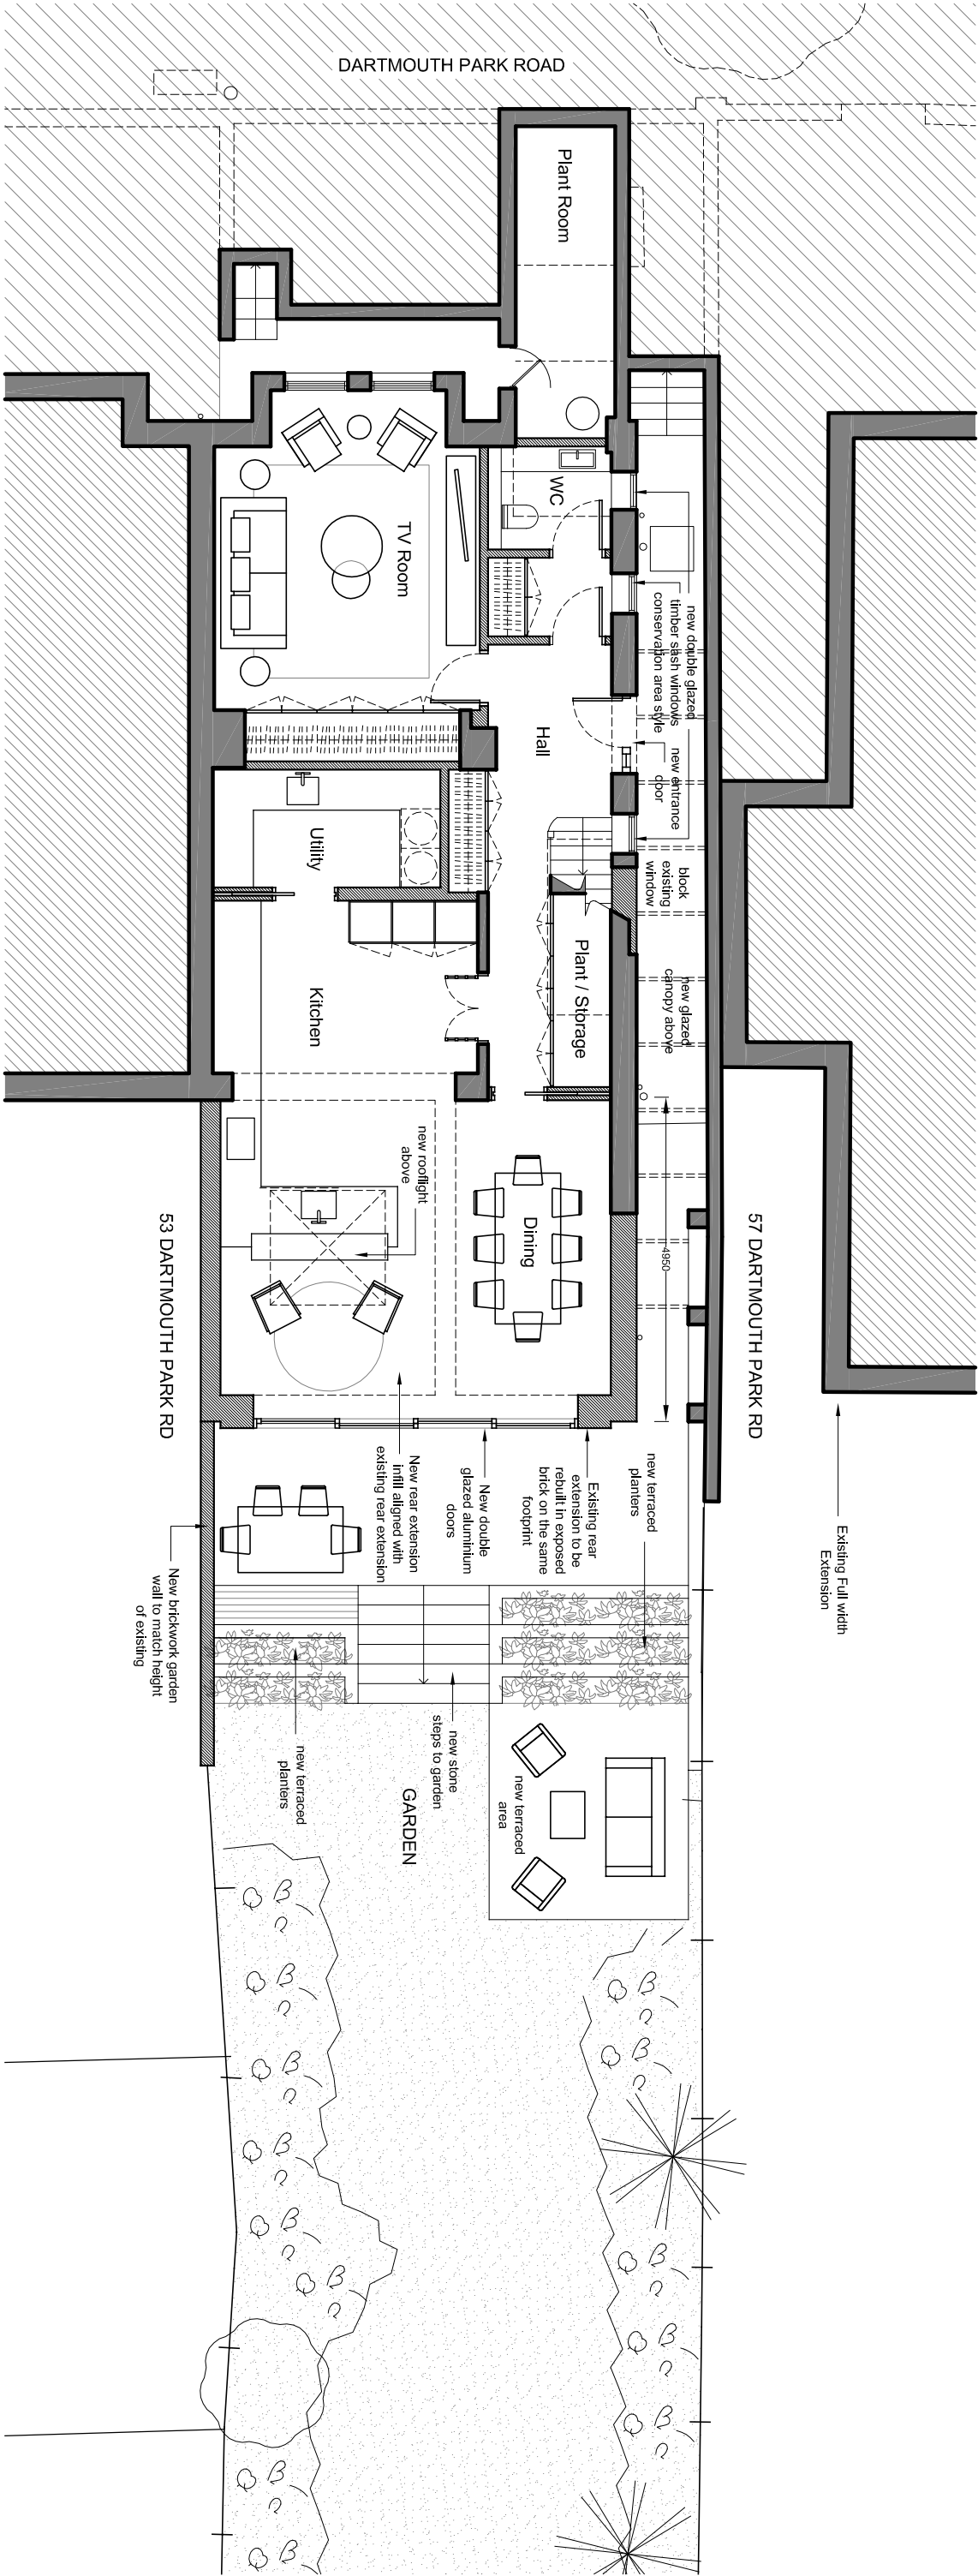 DARTMOUTH PARK ROAD
Plant Room
WC
TV Room
new double glazed
timber sash windows
conservation area style
new entrance
door
Hall
block
existing
window
Utility
Plant / Storage
new glazed
canopy above
Kitchen
new rooflight
above
Dining
4950
53 DARTMOUTH PARK RD
57 DARTMOUTH PARK RD
Existing Full width
Extension
new terraced
planters
Existing rear
extension to be
rebuilt in exposed
brick on the same
footprint
New double
glazed aluminium
doors
New rear extension
infill aligned with
existing rear extension
New brickwork garden
wall to match height
of existing
new stone
steps to garden
new terraced
planters
new terraced
area
GARDEN